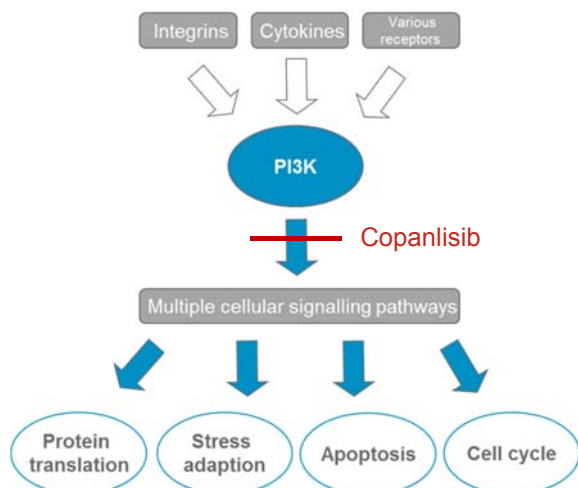 Integrins
Cytokines
Various
receptors
PI3K
Copanlisib
Multiple cellular signalling pathways
Protein
translation
Stress
adaption
Apoptosis
Cell cycle